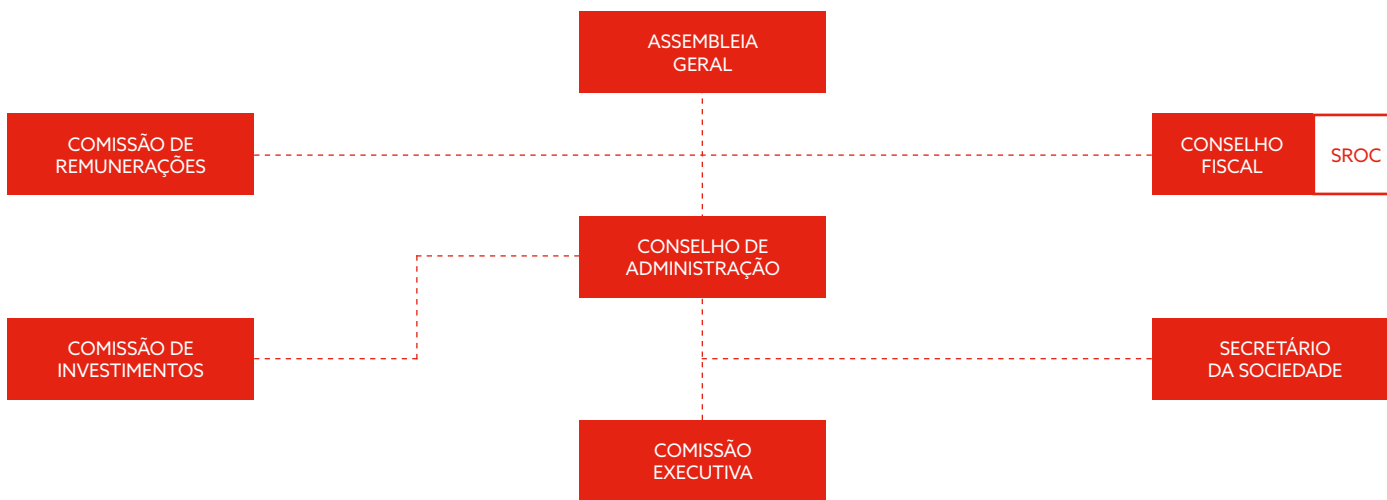 ASSEMBLEIA
GERAL
COMISSÃO DE
REMUNERAÇÕES
CONSELHO
FISCAL
SROC
CONSELHO DE
ADMINISTRAÇÃO
COMISSÃO DE
INVESTIMENTOS
SECRETÁRIO
DA SOCIEDADE
COMISSÃO
EXECUTIVA